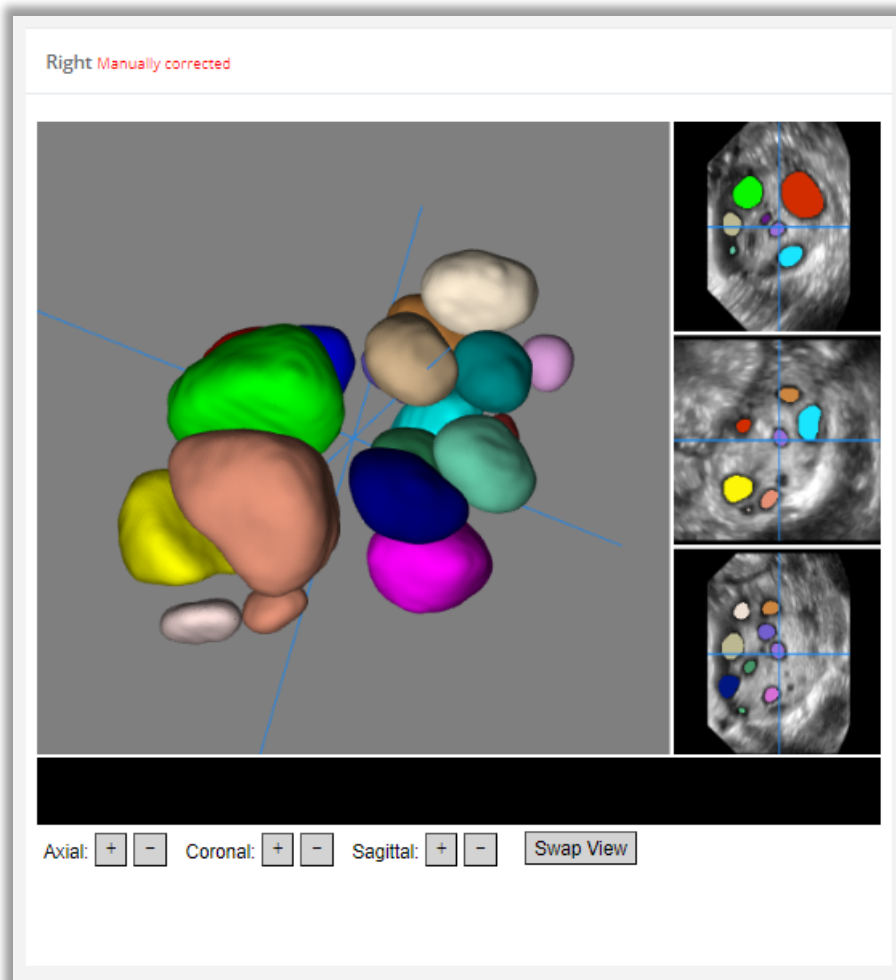 Right Manually corrected
Axial: + − Coronal: + − Sagittal: + − Swap View